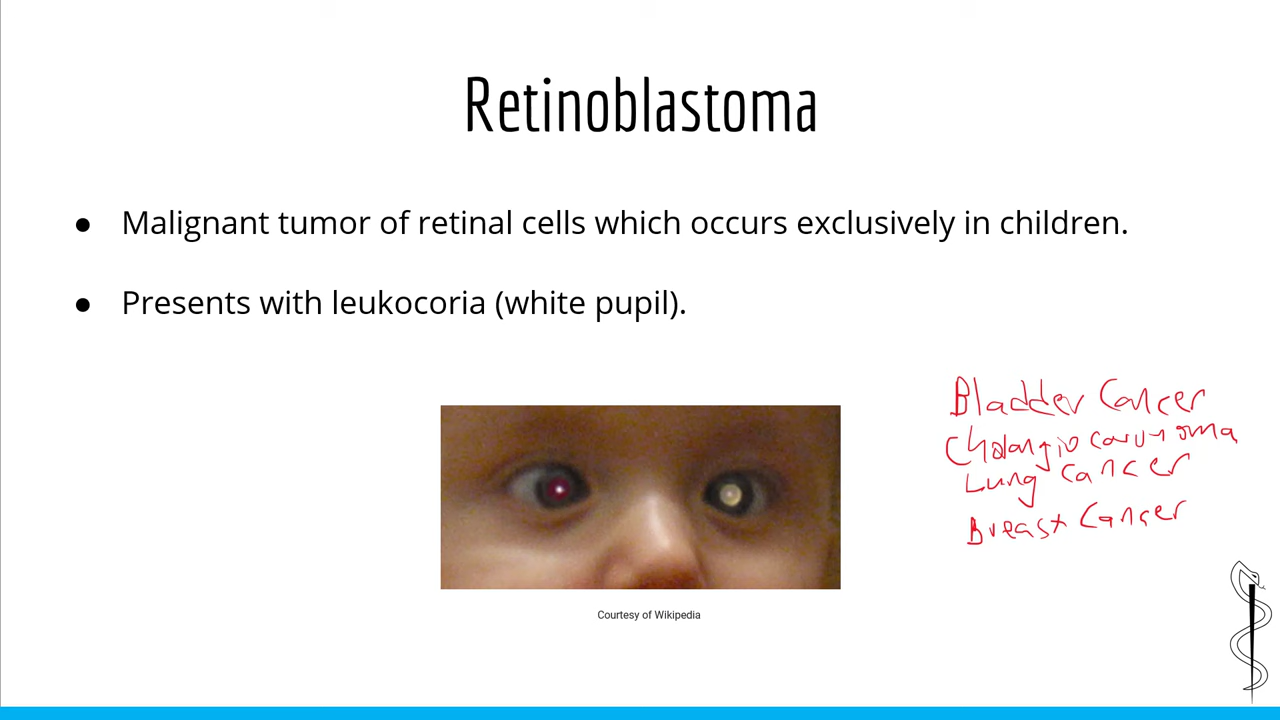 Retinoblastoma
● Malignant tumor of retinal cells which occurs exclusively in children.
● Presents with leukocoria (white pupil).
Bladder Cancer
Cholangiocarcinoma
Lung Cancer
Breast Cancer
Courtesy of Wikipedia